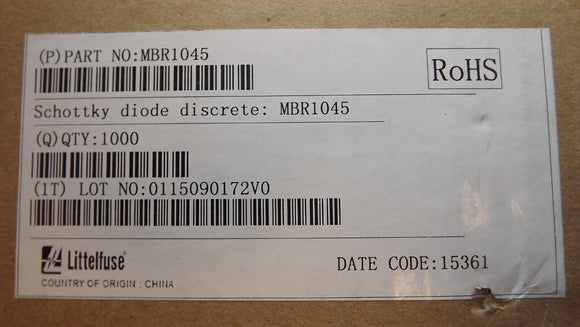 (P)PART NO:MBR1045
RoHS
Schottky diode discrete: MBR1045
(Q)QTY:1000
(1T) LOT NO:0115090172V0
Littelfuse®
DATE CODE:15361
COUNTRY OF ORIGIN : CHINA